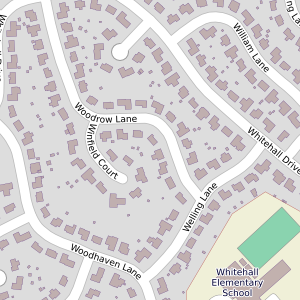 William Lane
Woodrow Lane
Winfield Court
Whitehall Drive
Welling Lane
Woodhaven Lane
Whitehall
Elementary
School